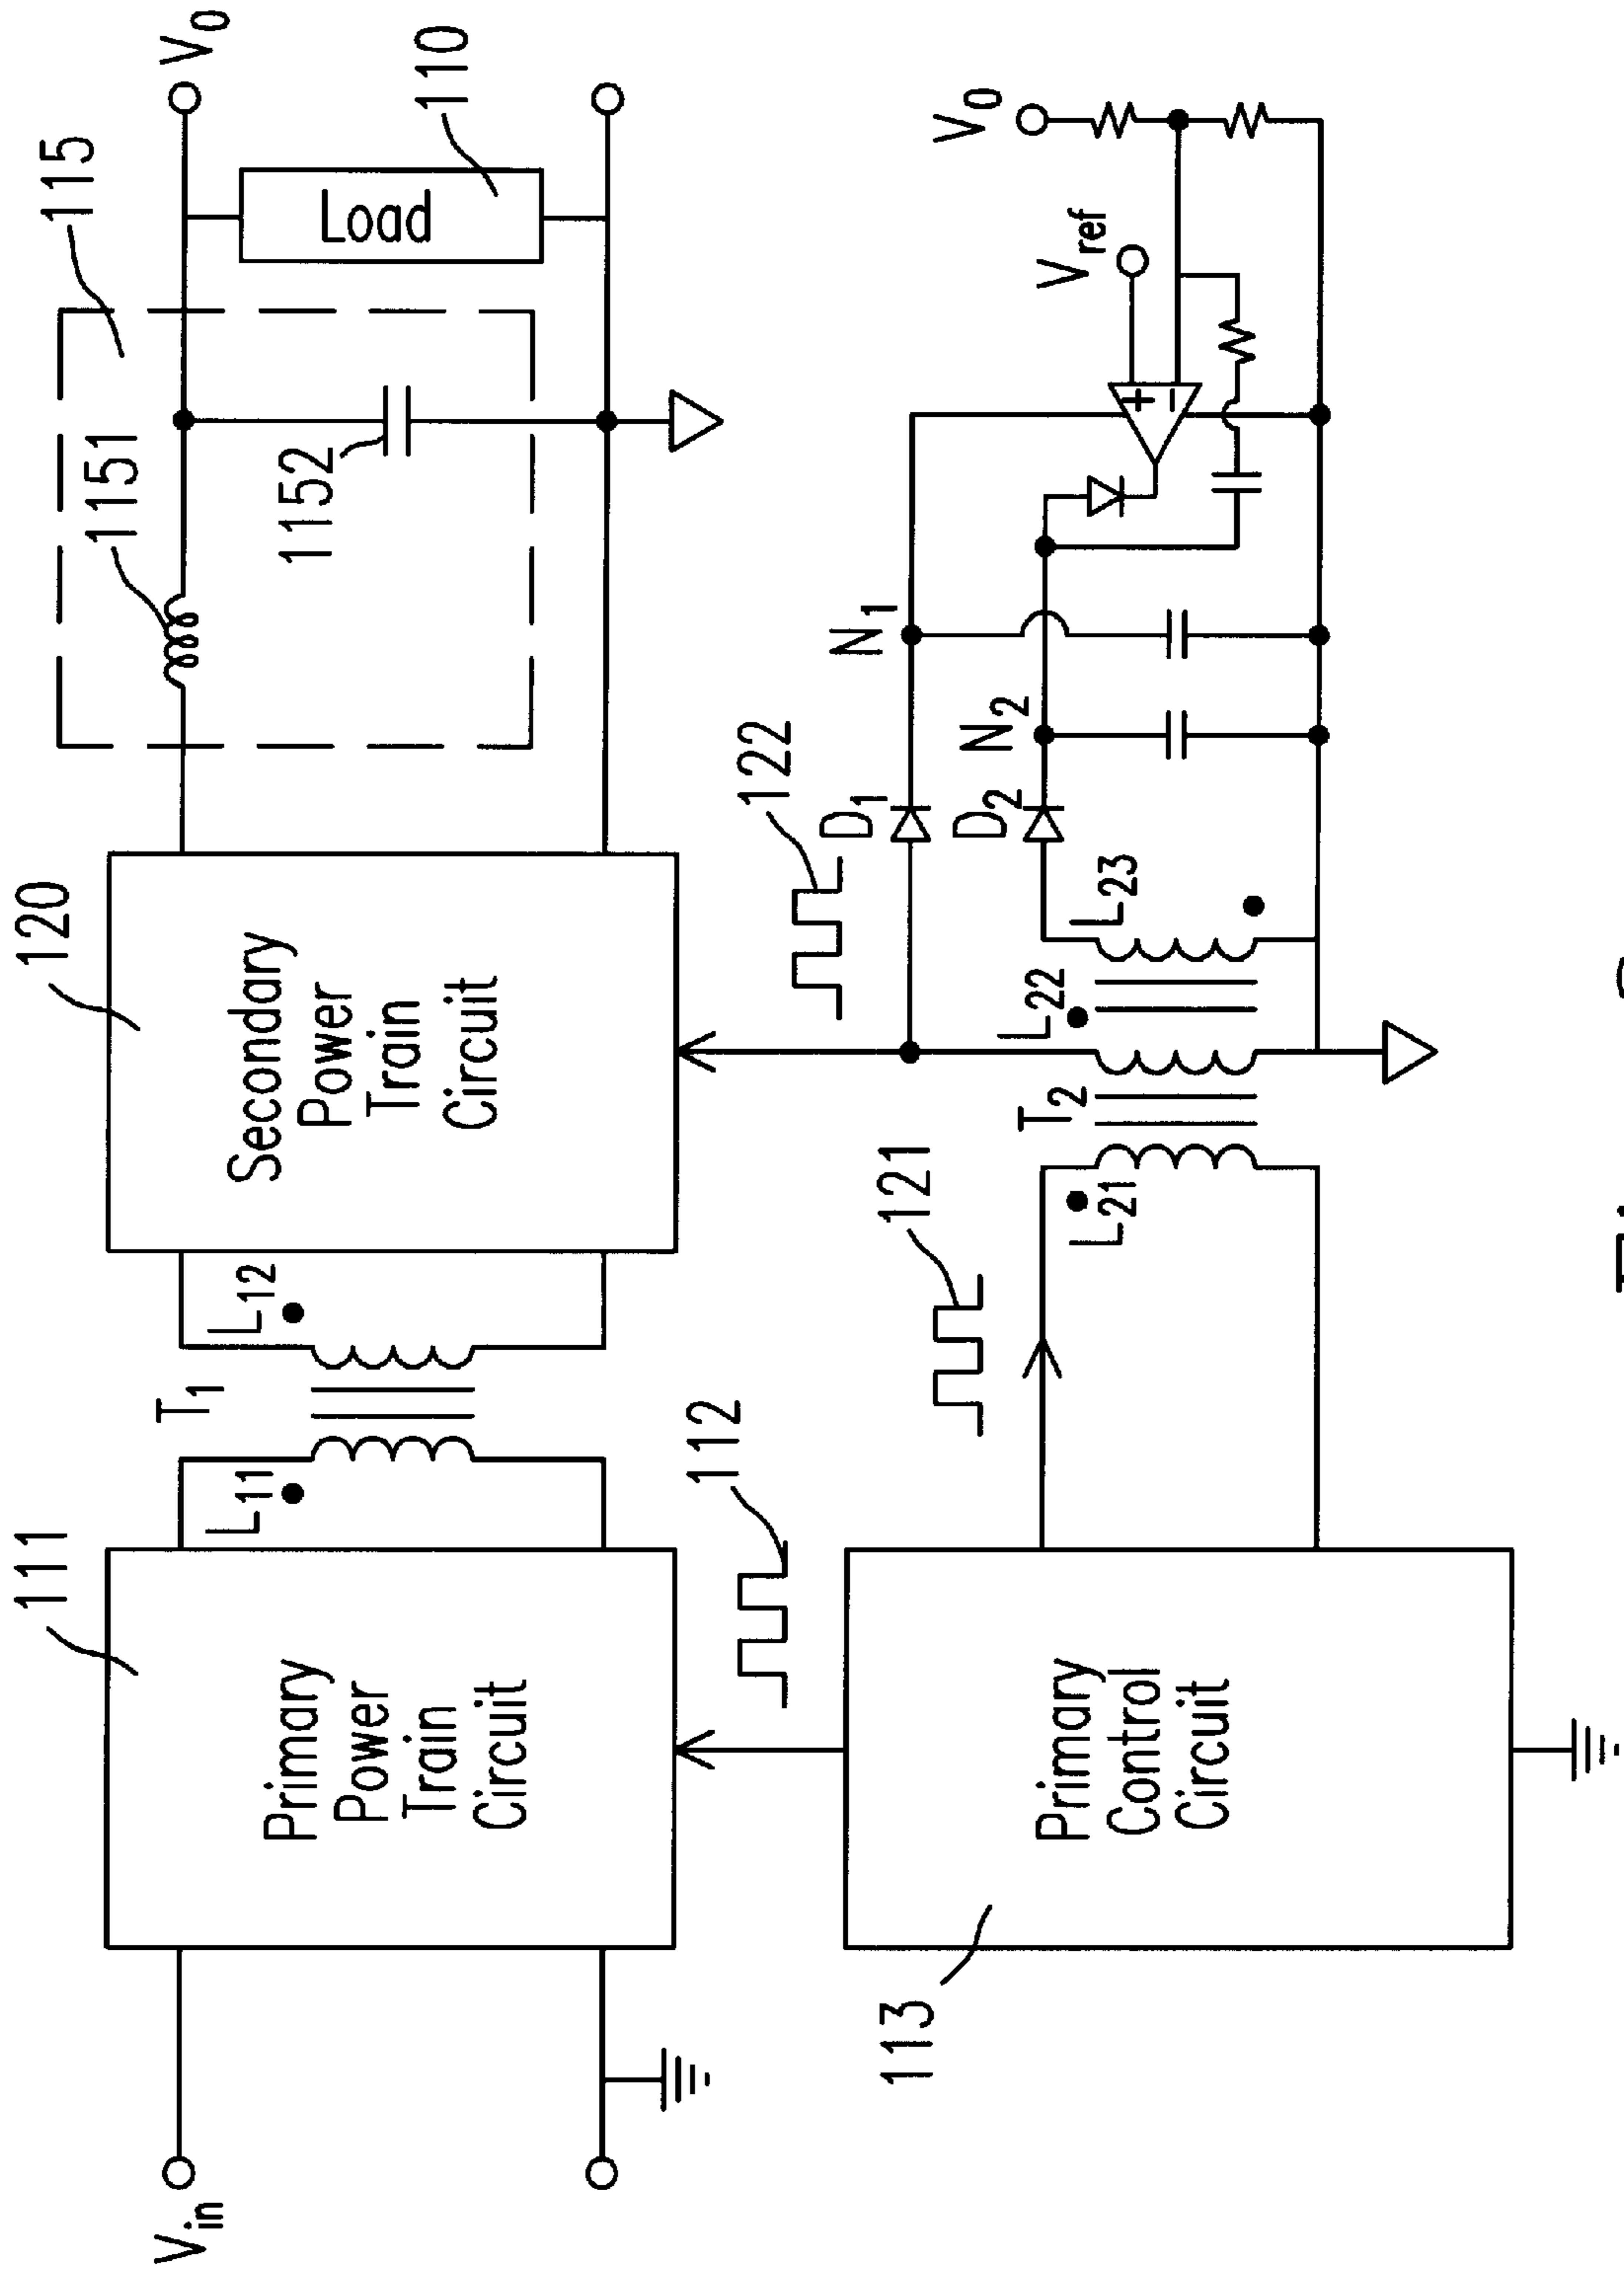 115
1151
V0
1152
Load
110
120
Secondary
Power
Train
Circuit
T1
L12
L11
111
Primary
Power
Train
Circuit
Vin
112
122
D1
N1
D2
N2
Vref
V0
+
−
L23
L22
T2
L21
121
Primary
Control
Circuit
113